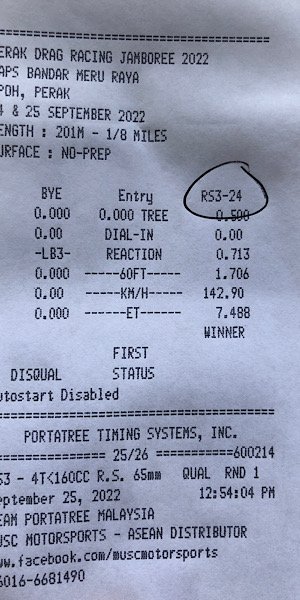 ================================
ERAK DRAG RACING JAMBOREE 2022
APS BANDAR MERU RAYA
POH, PERAK
4 & 25 SEPTEMBER 2022
ENGTH : 201M - 1/8 MILES
URFACE : NO-PREP
BYE Entry RS3-24
0.000 0.000 TREE 0.500
0.00 DIAL-IN 0.00
-LB3- REACTION 0.713
0.000 -----60FT----- 1.706
0.00 ------KM/H------ 142.90
0.000 -------ET------ 7.488
WINNER
FIRST
DISQUAL STATUS
utostart Disabled
================================
PORTATREE TIMING SYSTEMS, INC.
============== 25/26 ===========600214
S3 - 4T<160CC R.S. 65mm QUAL RND 1
eptember 25, 2022 12:54:04 PM
EAM PORTATREE MALAYSIA
USC MOTORSPORTS - ASEAN DISTRIBUTOR
ww.facebook.com/muscmotorsports
6016-6681490